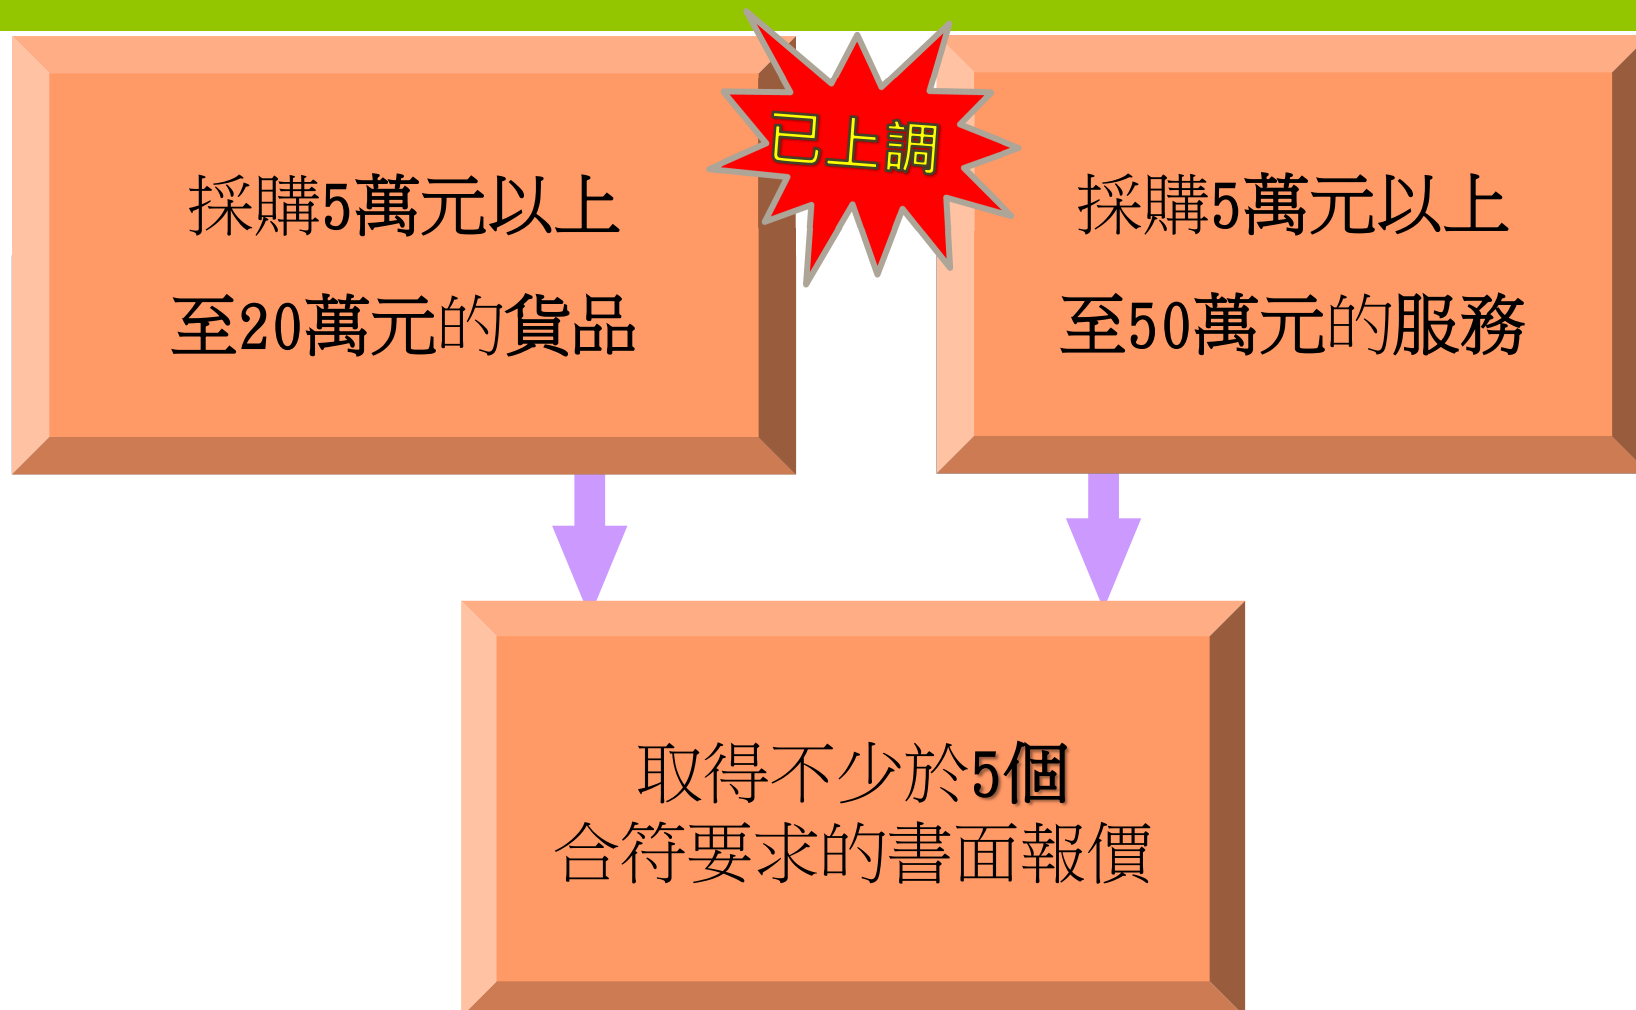 已上調
採購5萬元以上
至20萬元的貨品
採購5萬元以上
至50萬元的服務
取得不少於5個
合符要求的書面報價